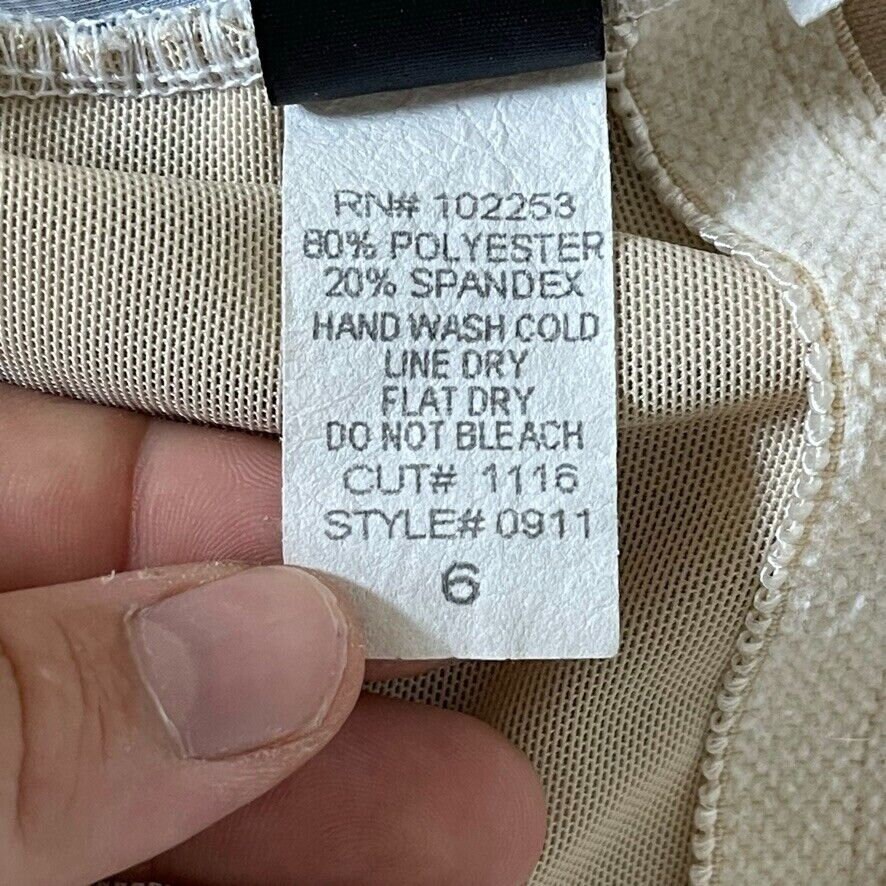 RN# 102253
80% POLYESTER
20% SPANDEX
HAND WASH COLD
LINE DRY
FLAT DRY
DO NOT BLEACH
CUT# 1116
STYLE# 0911
6